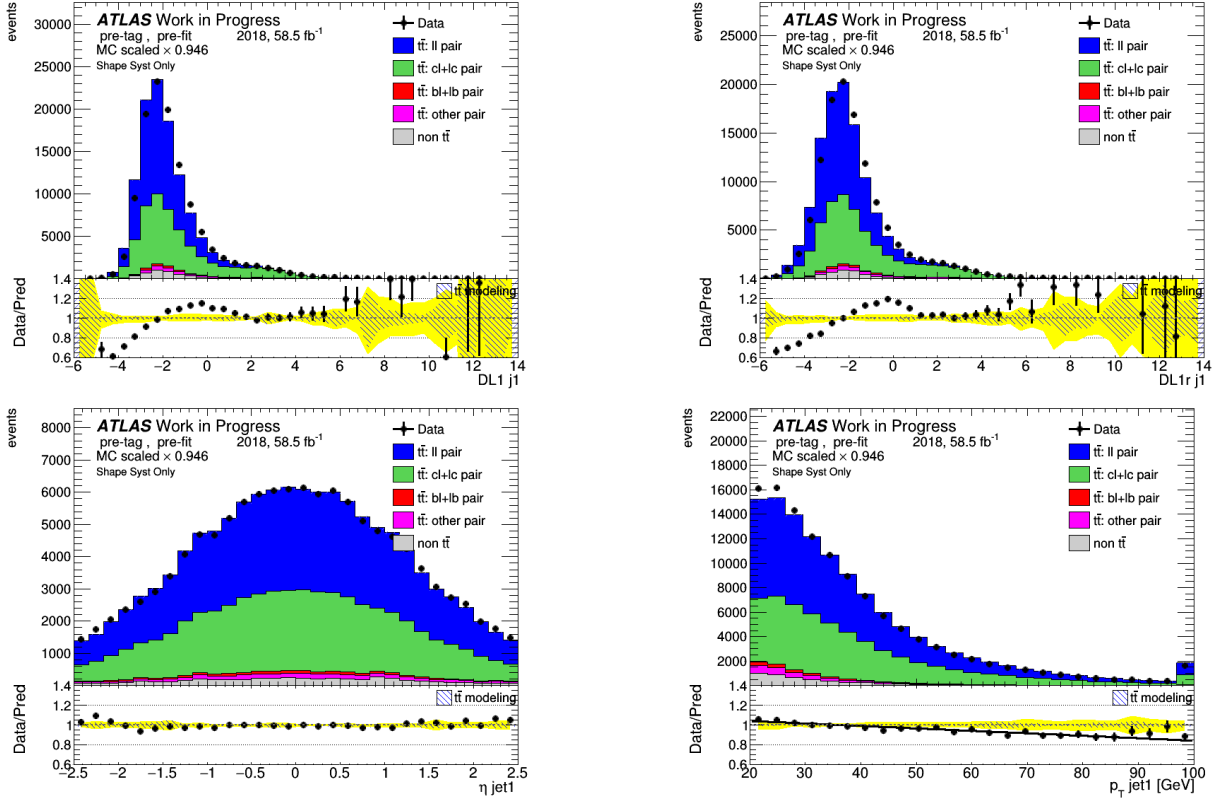 events
30000
25000
20000
15000
10000
5000
ATLAS Work in Progress
pre-tag , pre-fit 2018, 58.5 fb⁻¹
MC scaled × 0.946
Shape Syst Only
Data
tt̄: ll pair
tt̄: cl+lc pair
tt̄: bl+lb pair
tt̄: other pair
non tt̄
Data/Pred
1.4
1.2
1
0.8
0.6
tt̄ modeling
−6 −4 −2 0 2 4 6 8 10 12 14
DL1 j1
events
25000
20000
15000
10000
5000
ATLAS Work in Progress
pre-tag , pre-fit 2018, 58.5 fb⁻¹
MC scaled × 0.946
Shape Syst Only
Data
tt̄: ll pair
tt̄: cl+lc pair
tt̄: bl+lb pair
tt̄: other pair
non tt̄
Data/Pred
1.4
1.2
1
0.8
0.6
tt̄ modeling
−6 −4 −2 0 2 4 6 8 10 12 14
DL1r j1
events
8000
7000
6000
5000
4000
3000
2000
1000
ATLAS Work in Progress
pre-tag , pre-fit 2018, 58.5 fb⁻¹
MC scaled × 0.946
Shape Syst Only
Data
tt̄: ll pair
tt̄: cl+lc pair
tt̄: bl+lb pair
tt̄: other pair
non tt̄
Data/Pred
1.4
1.2
1
0.8
0.6
tt̄ modeling
−2.5 −2 −1.5 −1 −0.5 0 0.5 1 1.5 2 2.5
η jet1
events
22000
20000
18000
16000
14000
12000
10000
8000
6000
4000
2000
ATLAS Work in Progress
pre-tag , pre-fit 2018, 58.5 fb⁻¹
MC scaled × 0.946
Shape Syst Only
Data
tt̄: ll pair
tt̄: cl+lc pair
tt̄: bl+lb pair
tt̄: other pair
non tt̄
Data/Pred
1.4
1.2
1
0.8
0.6
tt̄ modeling
20 30 40 50 60 70 80 90 100
p_T jet1 [GeV]